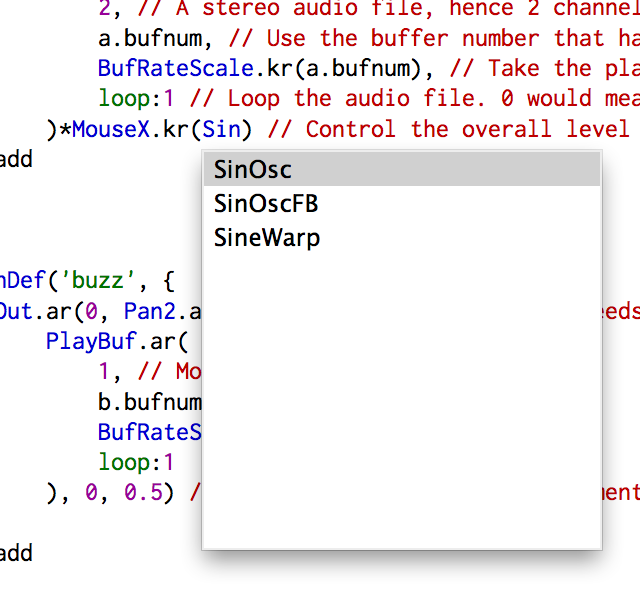 2, // A stereo audio file, hence 2 channel
a.bufnum, // Use the buffer number that ha
BufRateScale.kr(a.bufnum), // Take the pla
loop:1 // Loop the audio file. 0 would mea
)*MouseX.kr(Sin) // Control the overall level
add
SinOsc
SinOscFB
SineWarp
nDef('buzz', {
Out.ar(0, Pan2.a eeds
PlayBuf.ar(
1, // Mo
b.bufnum
BufRateS
loop:1
), 0, 0.5) / ment
add